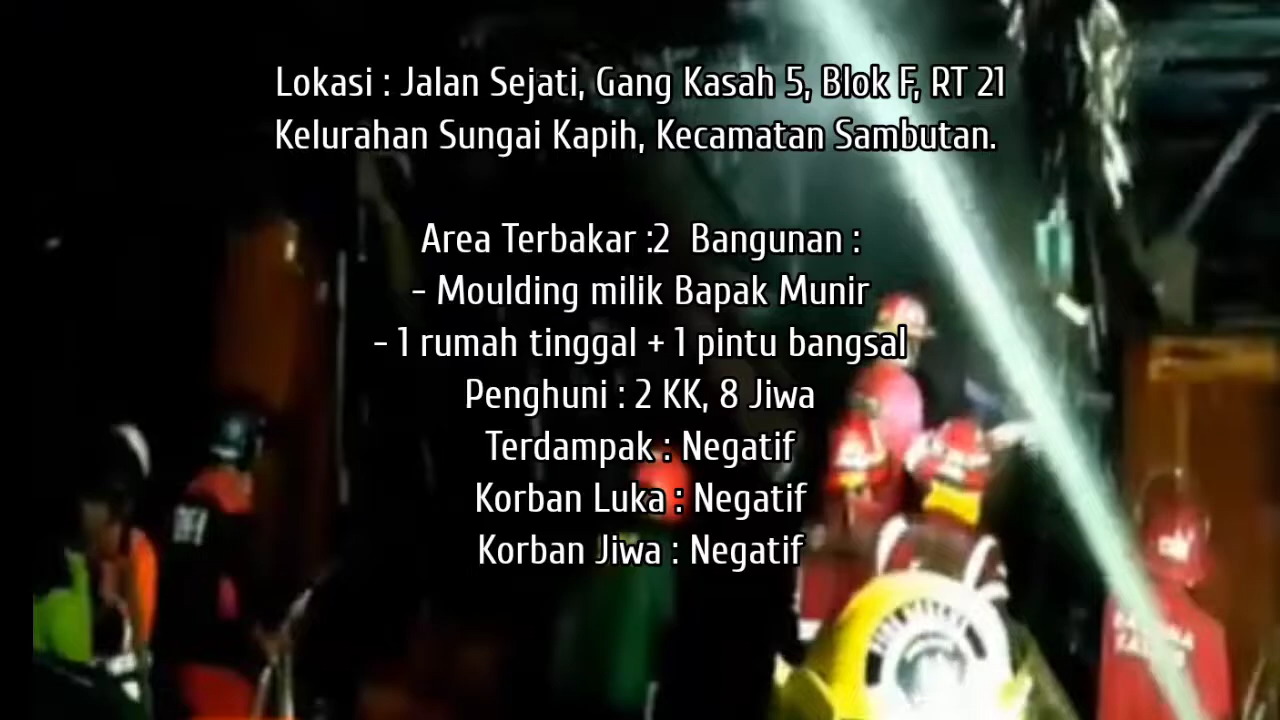 Lokasi : Jalan Sejati, Gang Kasah 5, Blok F, RT 21
Kelurahan Sungai Kapih, Kecamatan Sambutan.
Area Terbakar :2 Bangunan :
- Moulding milik Bapak Munir
- 1 rumah tinggal + 1 pintu bangsal
Penghuni : 2 KK, 8 Jiwa
Terdampak : Negatif
Korban Luka : Negatif
Korban Jiwa : Negatif